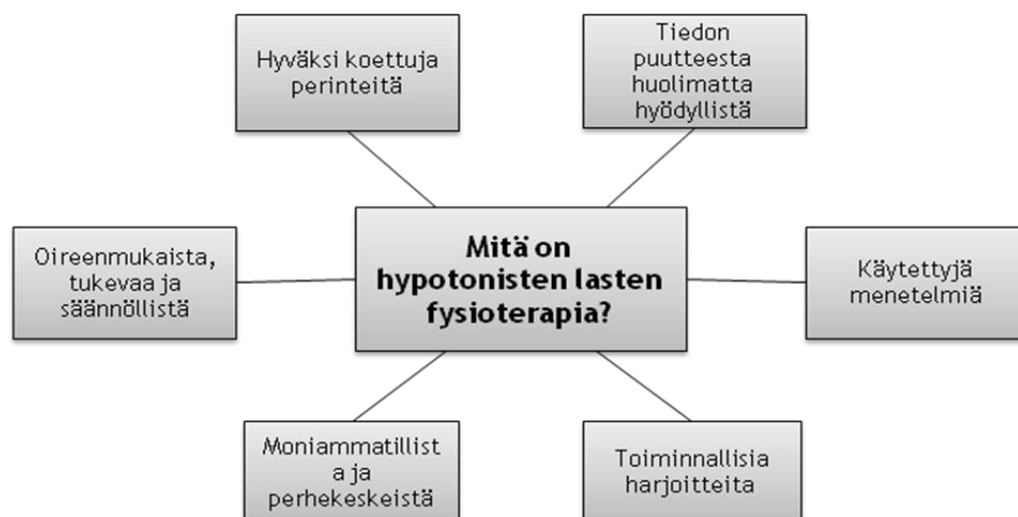 Hyväksi koettuja
perinteitä
Tiedon
puutteesta
huolimatta
hyödyllistä
Oireenmukaista,
tukevaa ja
säännöllistä
Mitä on
hypotonisten lasten
fysioterapia?
Käytettyjä
menetelmiä
Moniammatillist
a ja
perhekeskeistä
Toiminnallisia
harjoitteita